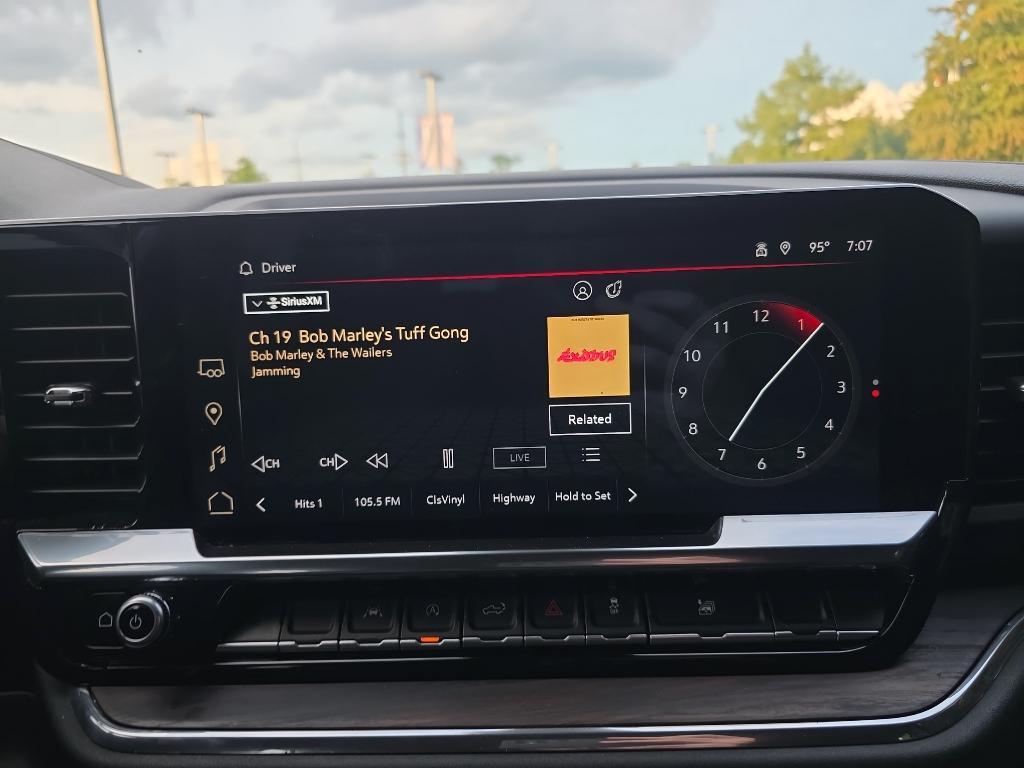 Driver
95° 7:07
SiriusXM
Ch 19 Bob Marley's Tuff Gong
Bob Marley & The Wailers
Jamming
EXODUS
Related
12
1
2
3
4
5
6
7
8
9
10
11
CH
CH
LIVE
Hits 1
105.5 FM
ClsVinyl
Highway
Hold to Set